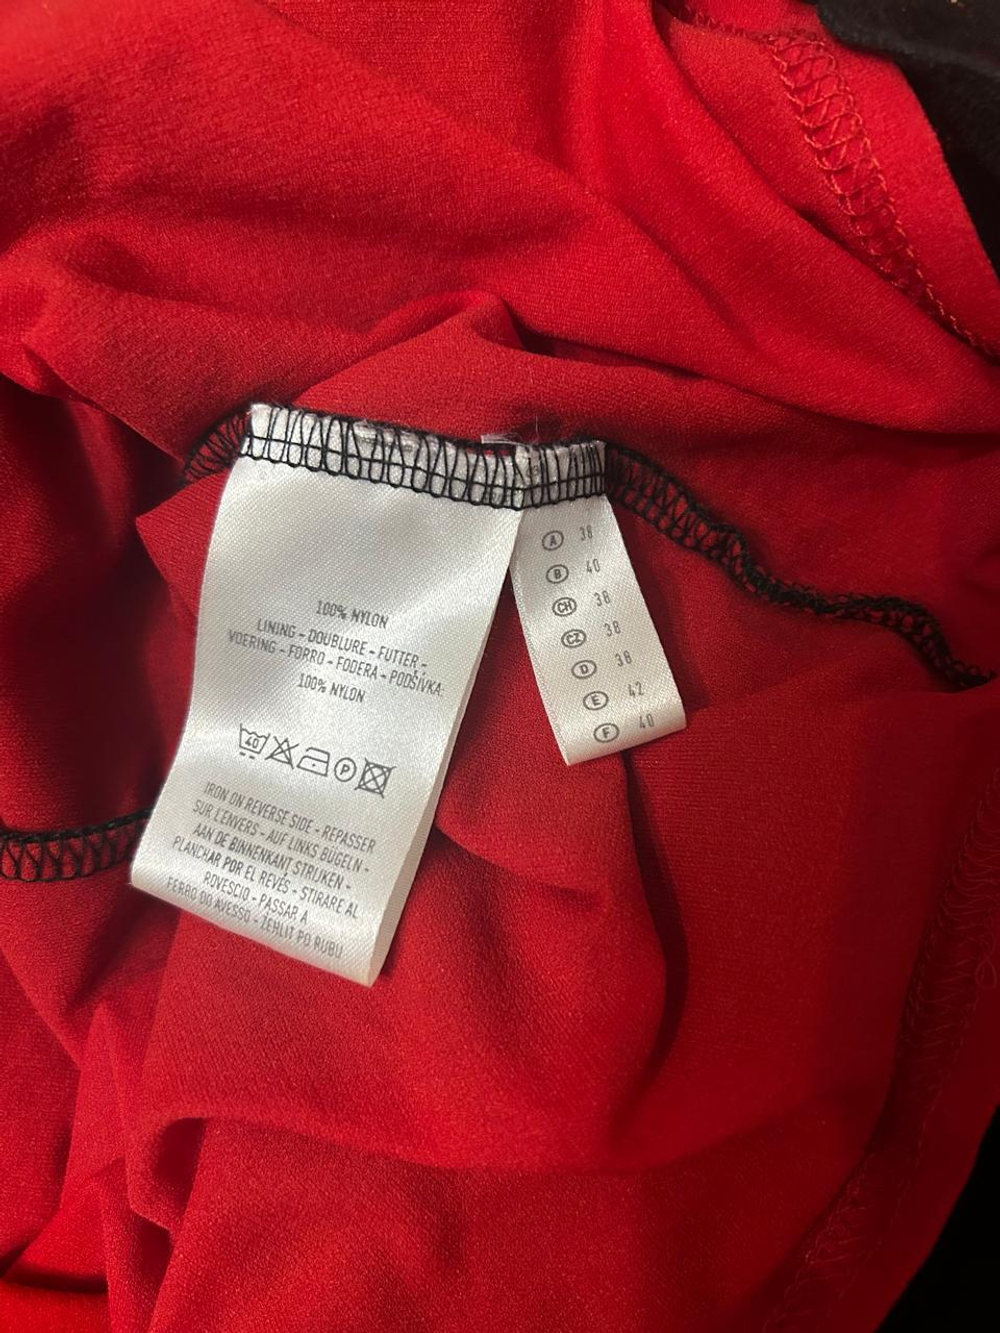 100% NYLON
LINING - DOUBLURE - FUTTER -
VOERING - FORRO - FODERA - PODŠÍVKA:
100% NYLON
40 P
IRON ON REVERSE SIDE - REPASSER
SUR L'ENVERS - AUF LINKS BÜGELN -
AAN DE BINNENKANT STRIJKEN -
PLANCHAR POR EL REVÉS - STIRARE AL
ROVESCIO - PASSAR A
FERRO DO AVESSO - ŽEHLIT PO RUBU
A 38
B 40
CH 38
CZ 38
D 38
E 42
F 40